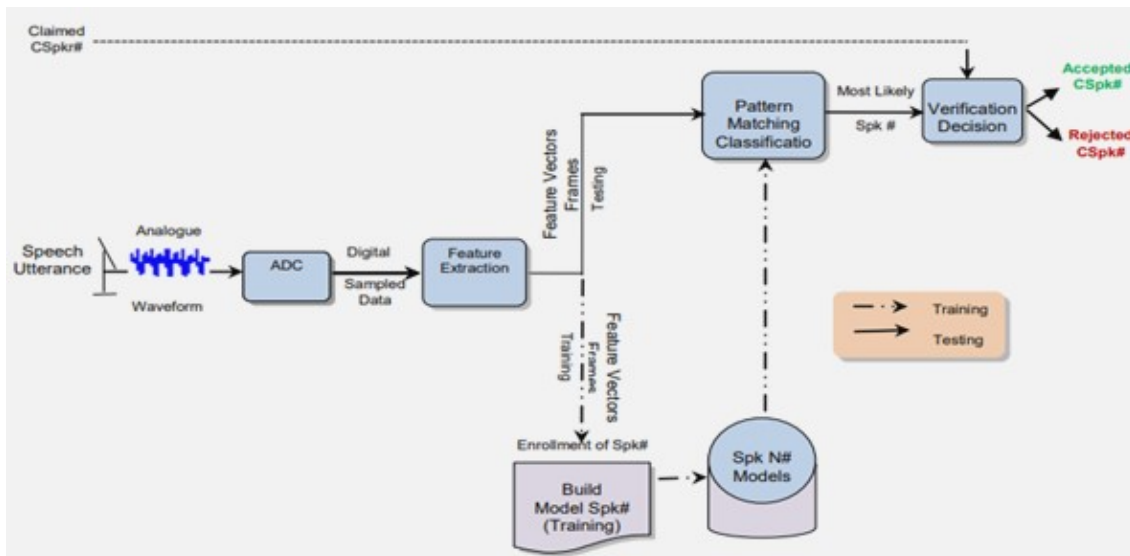 Claimed
CSpkr#
Accepted
CSpk#
Most Likely
Spk #
Pattern
Matching
Classificatio
Verification
Decision
Rejected
CSpk#
Feature Vectors
Frames
Testing
Speech
Utterance
Analogue
Waveform
ADC
Digital
Sampled
Data
Feature
Extraction
Training
Testing
Feature Vectors
Frames
Training
Enrollment of Spk#
Build
Model Spk#
(Training)
Spk N#
Models